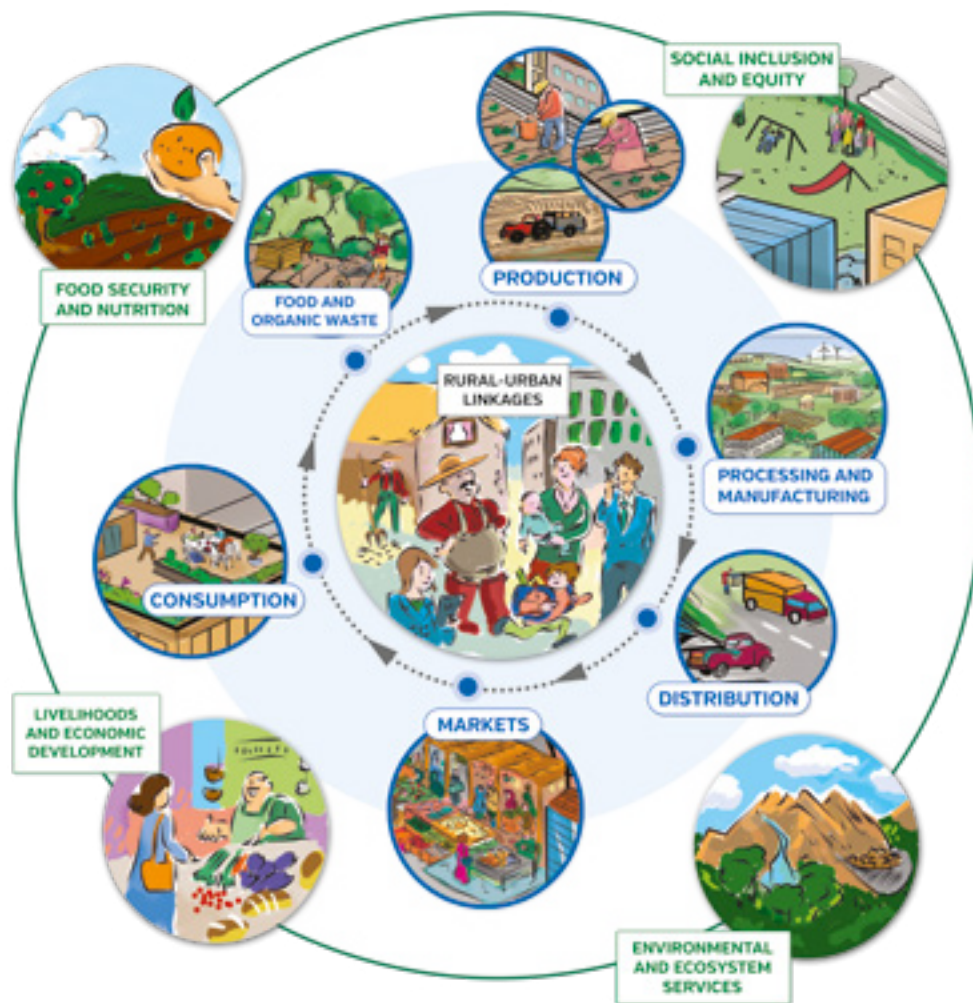 SOCIAL INCLUSION
AND EQUITY
PRODUCTION
FOOD SECURITY
AND NUTRITION
FOOD AND
ORGANIC WASTE
RURAL-URBAN
LINKAGES
PROCESSING AND
MANUFACTURING
CONSUMPTION
DISTRIBUTION
LIVELIHOODS
AND ECONOMIC
DEVELOPMENT
MARKETS
ENVIRONMENTAL
AND ECOSYSTEM
SERVICES